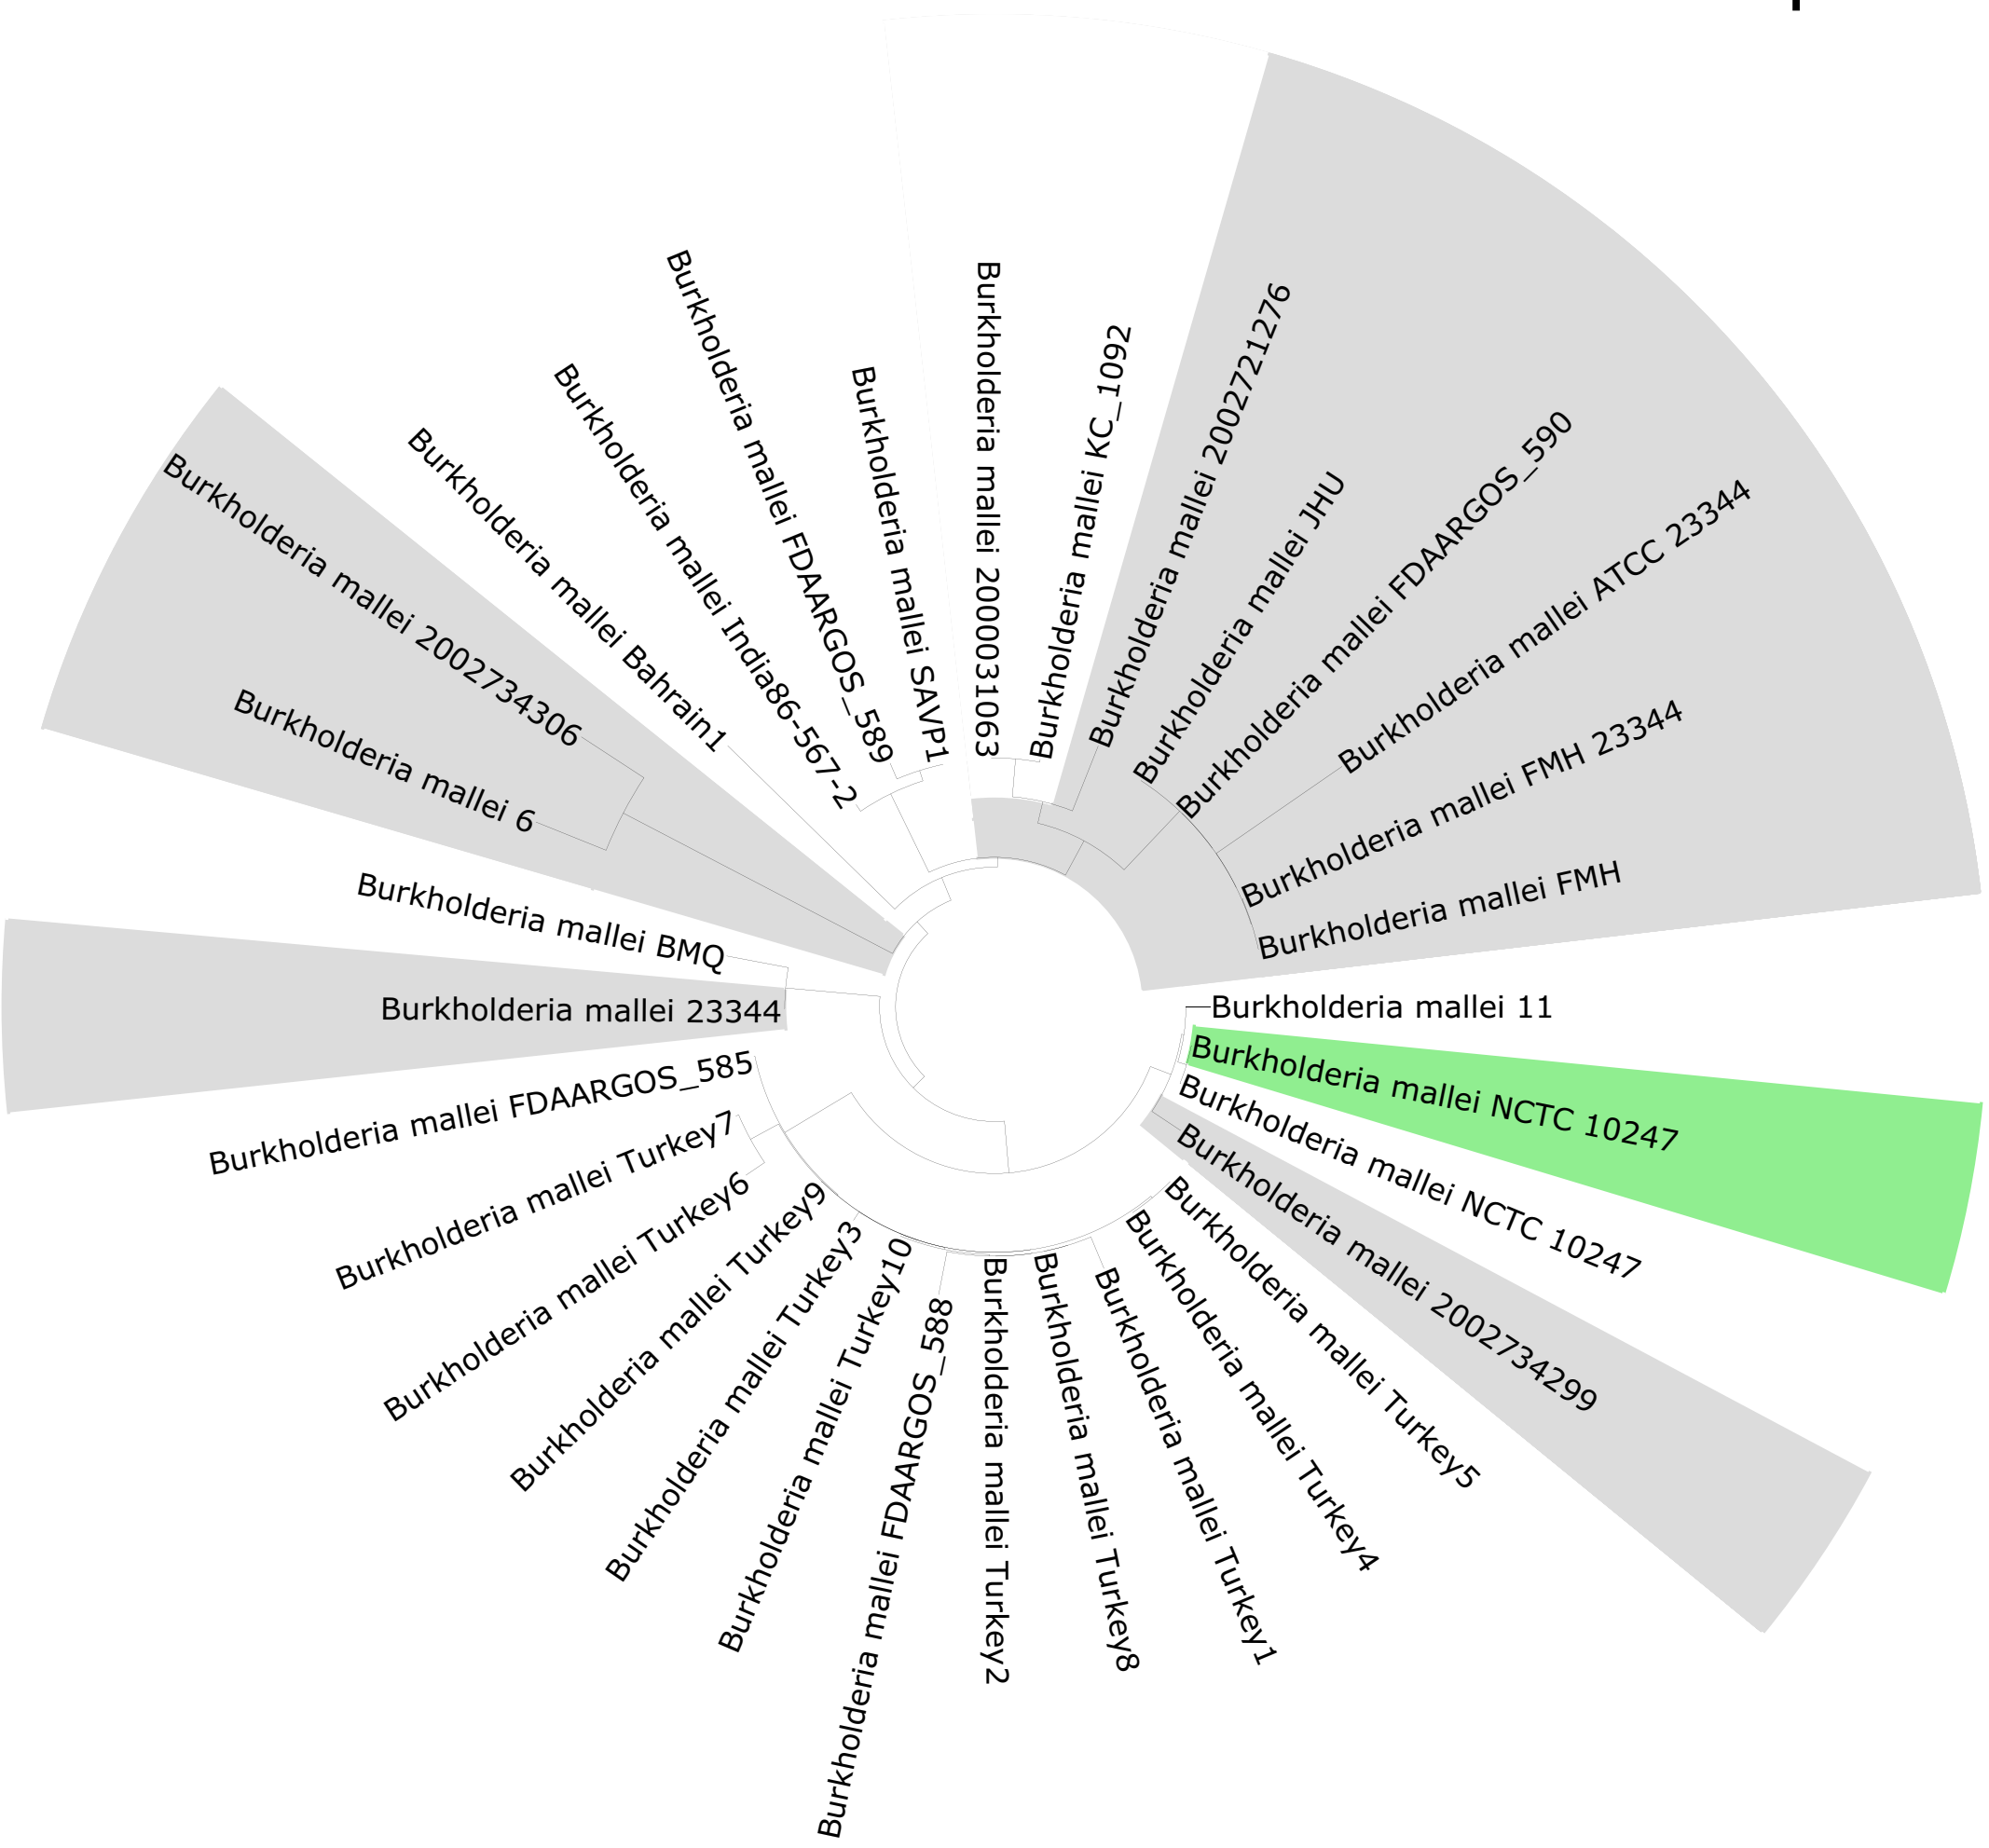 Burkholderia mallei 2000031063
Burkholderia mallei KC_1092
Burkholderia mallei 2002721276
Burkholderia mallei JHU
Burkholderia mallei FDAARGOS_590
Burkholderia mallei ATCC 23344
Burkholderia mallei FMH 23344
Burkholderia mallei FMH
Burkholderia mallei 11
Burkholderia mallei NCTC 10247
Burkholderia mallei NCTC 10247
Burkholderia mallei 2002734299
Burkholderia mallei Turkey5
Burkholderia mallei Turkey4
Burkholderia mallei Turkey1
Burkholderia mallei Turkey8
Burkholderia mallei Turkey2
Burkholderia mallei FDAARGOS_588
Burkholderia mallei Turkey10
Burkholderia mallei Turkey3
Burkholderia mallei Turkey9
Burkholderia mallei Turkey6
Burkholderia mallei Turkey7
Burkholderia mallei FDAARGOS_585
Burkholderia mallei 23344
Burkholderia mallei BMQ
Burkholderia mallei 6
Burkholderia mallei 2002734306
Burkholderia mallei Bahrain1
Burkholderia mallei India86-567-2
Burkholderia mallei FDAARGOS_589
Burkholderia mallei SAVP1